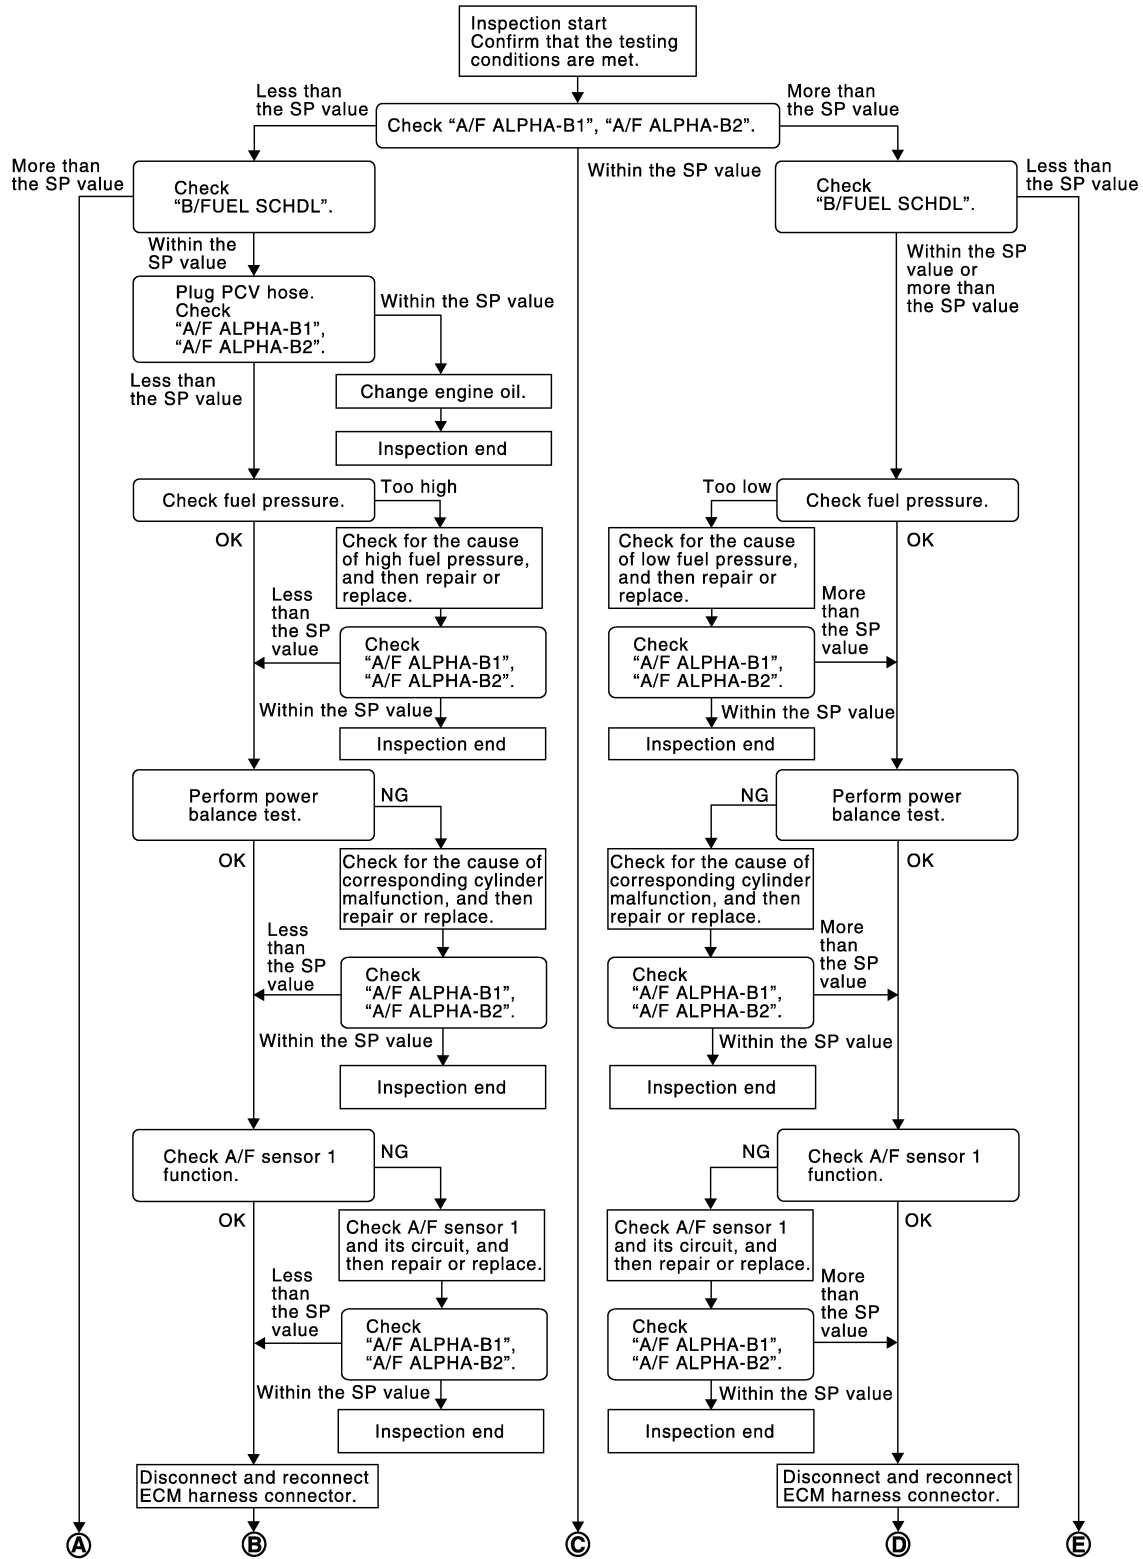 Inspection start
Confirm that the testing
conditions are met.
Less than
the SP value
More than
the SP value
Check “A/F ALPHA-B1”, “A/F ALPHA-B2”.
More than
the SP value
Check
“B/FUEL SCHDL”.
Within the SP value
Check
“B/FUEL SCHDL”.
Less than
the SP value
Within the
SP value
Within the SP
value or
more than
the SP value
Plug PCV hose.
Check
“A/F ALPHA-B1”,
“A/F ALPHA-B2”.
Within the SP value
Less than
the SP value
Change engine oil.
Inspection end
Check fuel pressure.
Too high
Too low
Check fuel pressure.
OK
Check for the cause
of high fuel pressure,
and then repair or
replace.
Check for the cause
of low fuel pressure,
and then repair or
replace.
OK
Less
than
the SP
value
Check
“A/F ALPHA-B1”,
“A/F ALPHA-B2”.
Check
“A/F ALPHA-B1”,
“A/F ALPHA-B2”.
More
than
the SP
value
Within the SP value
Within the SP value
Inspection end
Inspection end
Perform power
balance test.
NG
NG
Perform power
balance test.
OK
Check for the cause of
corresponding cylinder
malfunction, and then
repair or replace.
Check for the cause of
corresponding cylinder
malfunction, and then
repair or replace.
OK
Less
than
the SP
value
Check
“A/F ALPHA-B1”,
“A/F ALPHA-B2”.
Check
“A/F ALPHA-B1”,
“A/F ALPHA-B2”.
More
than
the SP
value
Within the SP value
Within the SP value
Inspection end
Inspection end
Check A/F sensor 1
function.
NG
NG
Check A/F sensor 1
function.
OK
Check A/F sensor 1
and its circuit, and
then repair or replace.
Check A/F sensor 1
and its circuit, and
then repair or replace.
OK
Less
than
the SP
value
Check
“A/F ALPHA-B1”,
“A/F ALPHA-B2”.
Check
“A/F ALPHA-B1”,
“A/F ALPHA-B2”.
More
than
the SP
value
Within the SP value
Within the SP value
Inspection end
Inspection end
Disconnect and reconnect
ECM harness connector.
Disconnect and reconnect
ECM harness connector.
A
B
C
D
E